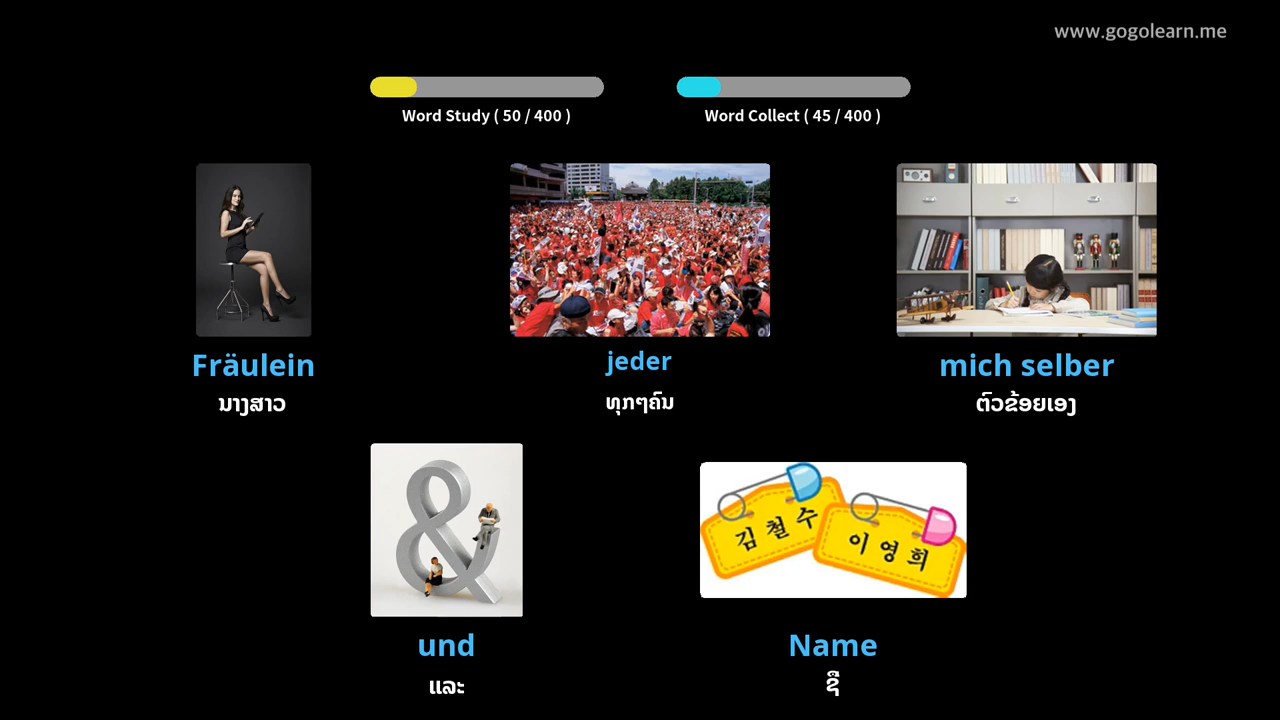 www.gogolearn.me
Word Study ( 50 / 400 )
Word Collect ( 45 / 400 )
Fräulein
ນາງສາວ
jeder
ທຸກໆຄົນ
mich selber
ຕົວຂ້ອຍເອງ
김철수
이영희
und
ແລະ
Name
ຊື່